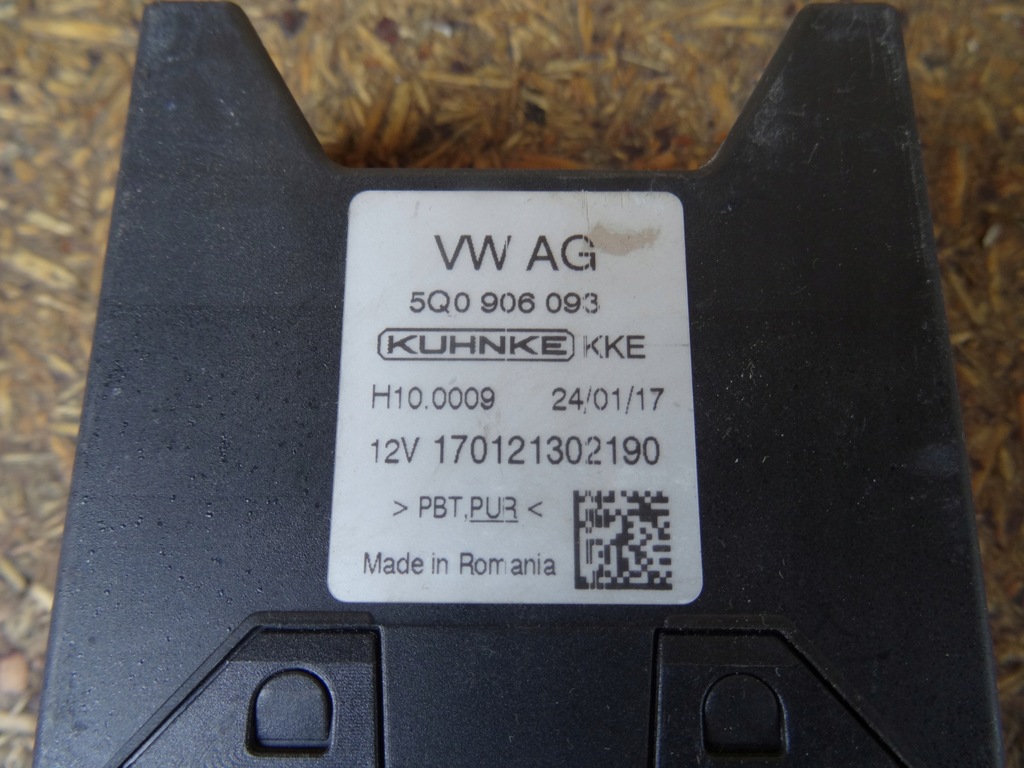 VW AG
5Q0 906 093
KUHNKE KKE
H10.0009 24/01/17
12V 170121302190
> PBT,PUR <
Made in Romania